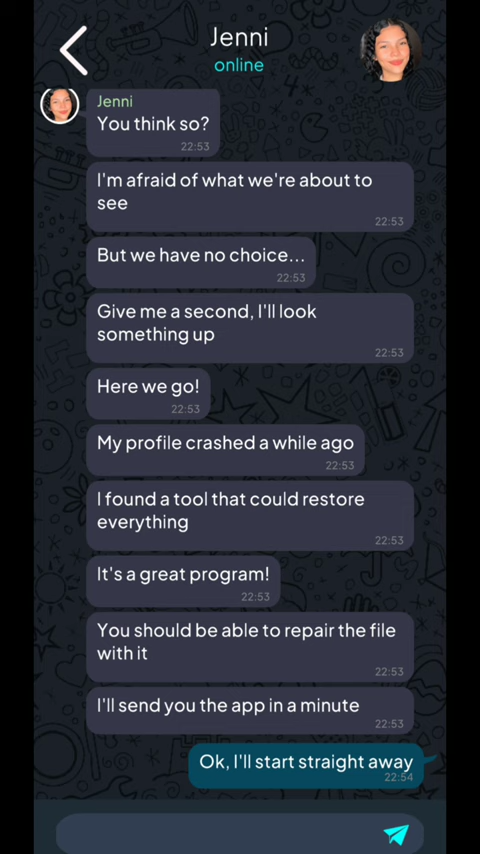 Jenni
online
Jenni
You think so?
22:53
I'm afraid of what we're about to
see
22:53
But we have no choice...
22:53
Give me a second, I'll look
something up
22:53
Here we go!
22:53
My profile crashed a while ago
22:53
I found a tool that could restore
everything
22:53
It's a great program!
22:53
You should be able to repair the file
with it
22:53
I'll send you the app in a minute
22:53
Ok, I'll start straight away
22:54